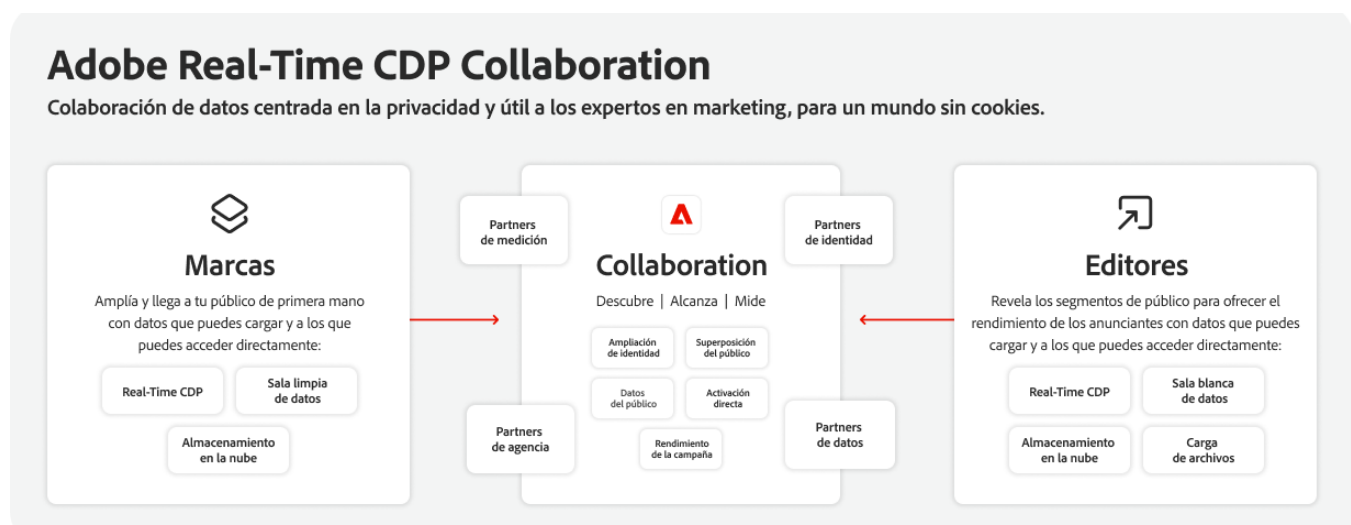 Adobe Real-Time CDP Collaboration
Colaboración de datos centrada en la privacidad y útil a los expertos en marketing, para un mundo sin cookies.
Marcas
Amplía y llega a tu público de primera mano
con datos que puedes cargar y a los que
puedes acceder directamente:
Real-Time CDP
Sala limpia
de datos
Almacenamiento
en la nube
Partners
de medición
Partners
de identidad
Collaboration
Descubre | Alcanza | Mide
Ampliación
de identidad
Superposición
del público
Datos
del público
Activación
directa
Rendimiento
de la campaña
Partners
de agencia
Partners
de datos
Editores
Revela los segmentos de público para ofrecer el
rendimiento de los anunciantes con datos que puedes
cargar y a los que puedes acceder directamente:
Real-Time CDP
Sala blanca
de datos
Almacenamiento
en la nube
Carga
de archivos